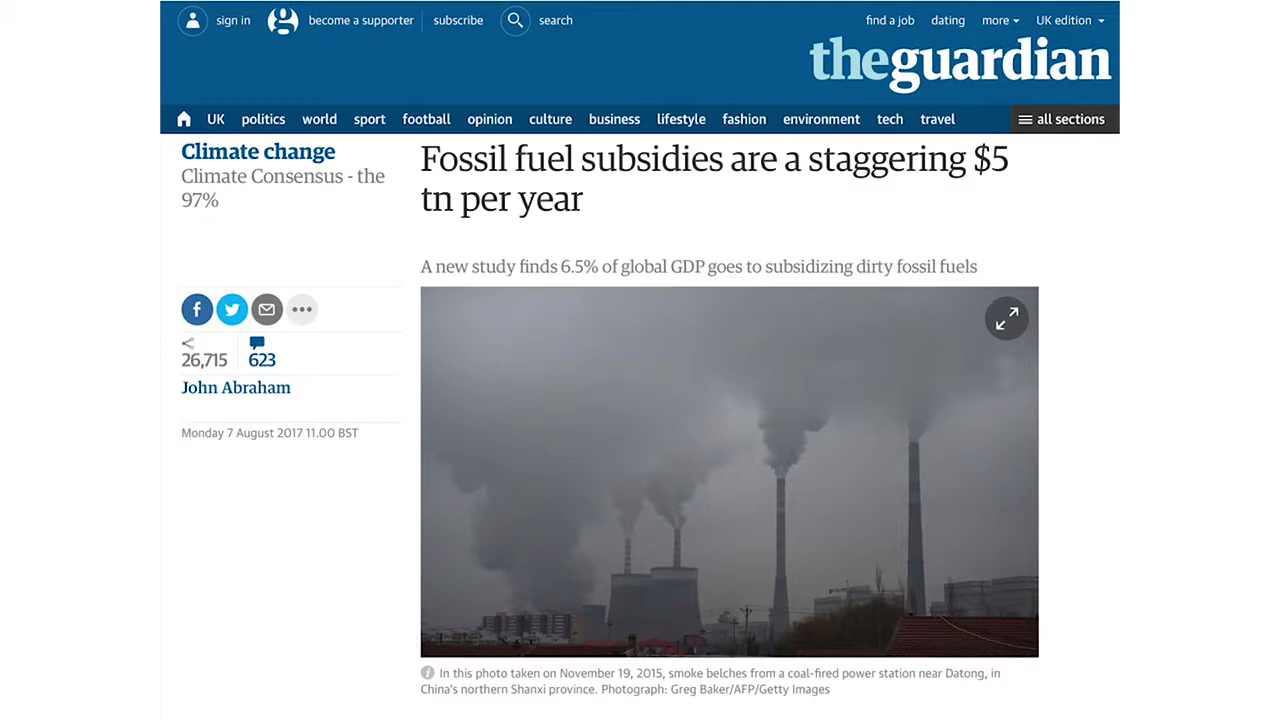 sign in
become a supporter
subscribe
search
find a job
dating
more
UK edition
theguardian
UK politics world sport football opinion culture business lifestyle fashion environment tech travel
all sections
Climate change
Climate Consensus - the
97%
Fossil fuel subsidies are a staggering $5
tn per year
A new study finds 6.5% of global GDP goes to subsidizing dirty fossil fuels
26,715
623
John Abraham
Monday 7 August 2017 11.00 BST
In this photo taken on November 19, 2015, smoke belches from a coal-fired power station near Datong, in
China's northern Shanxi province. Photograph: Greg Baker/AFP/Getty Images